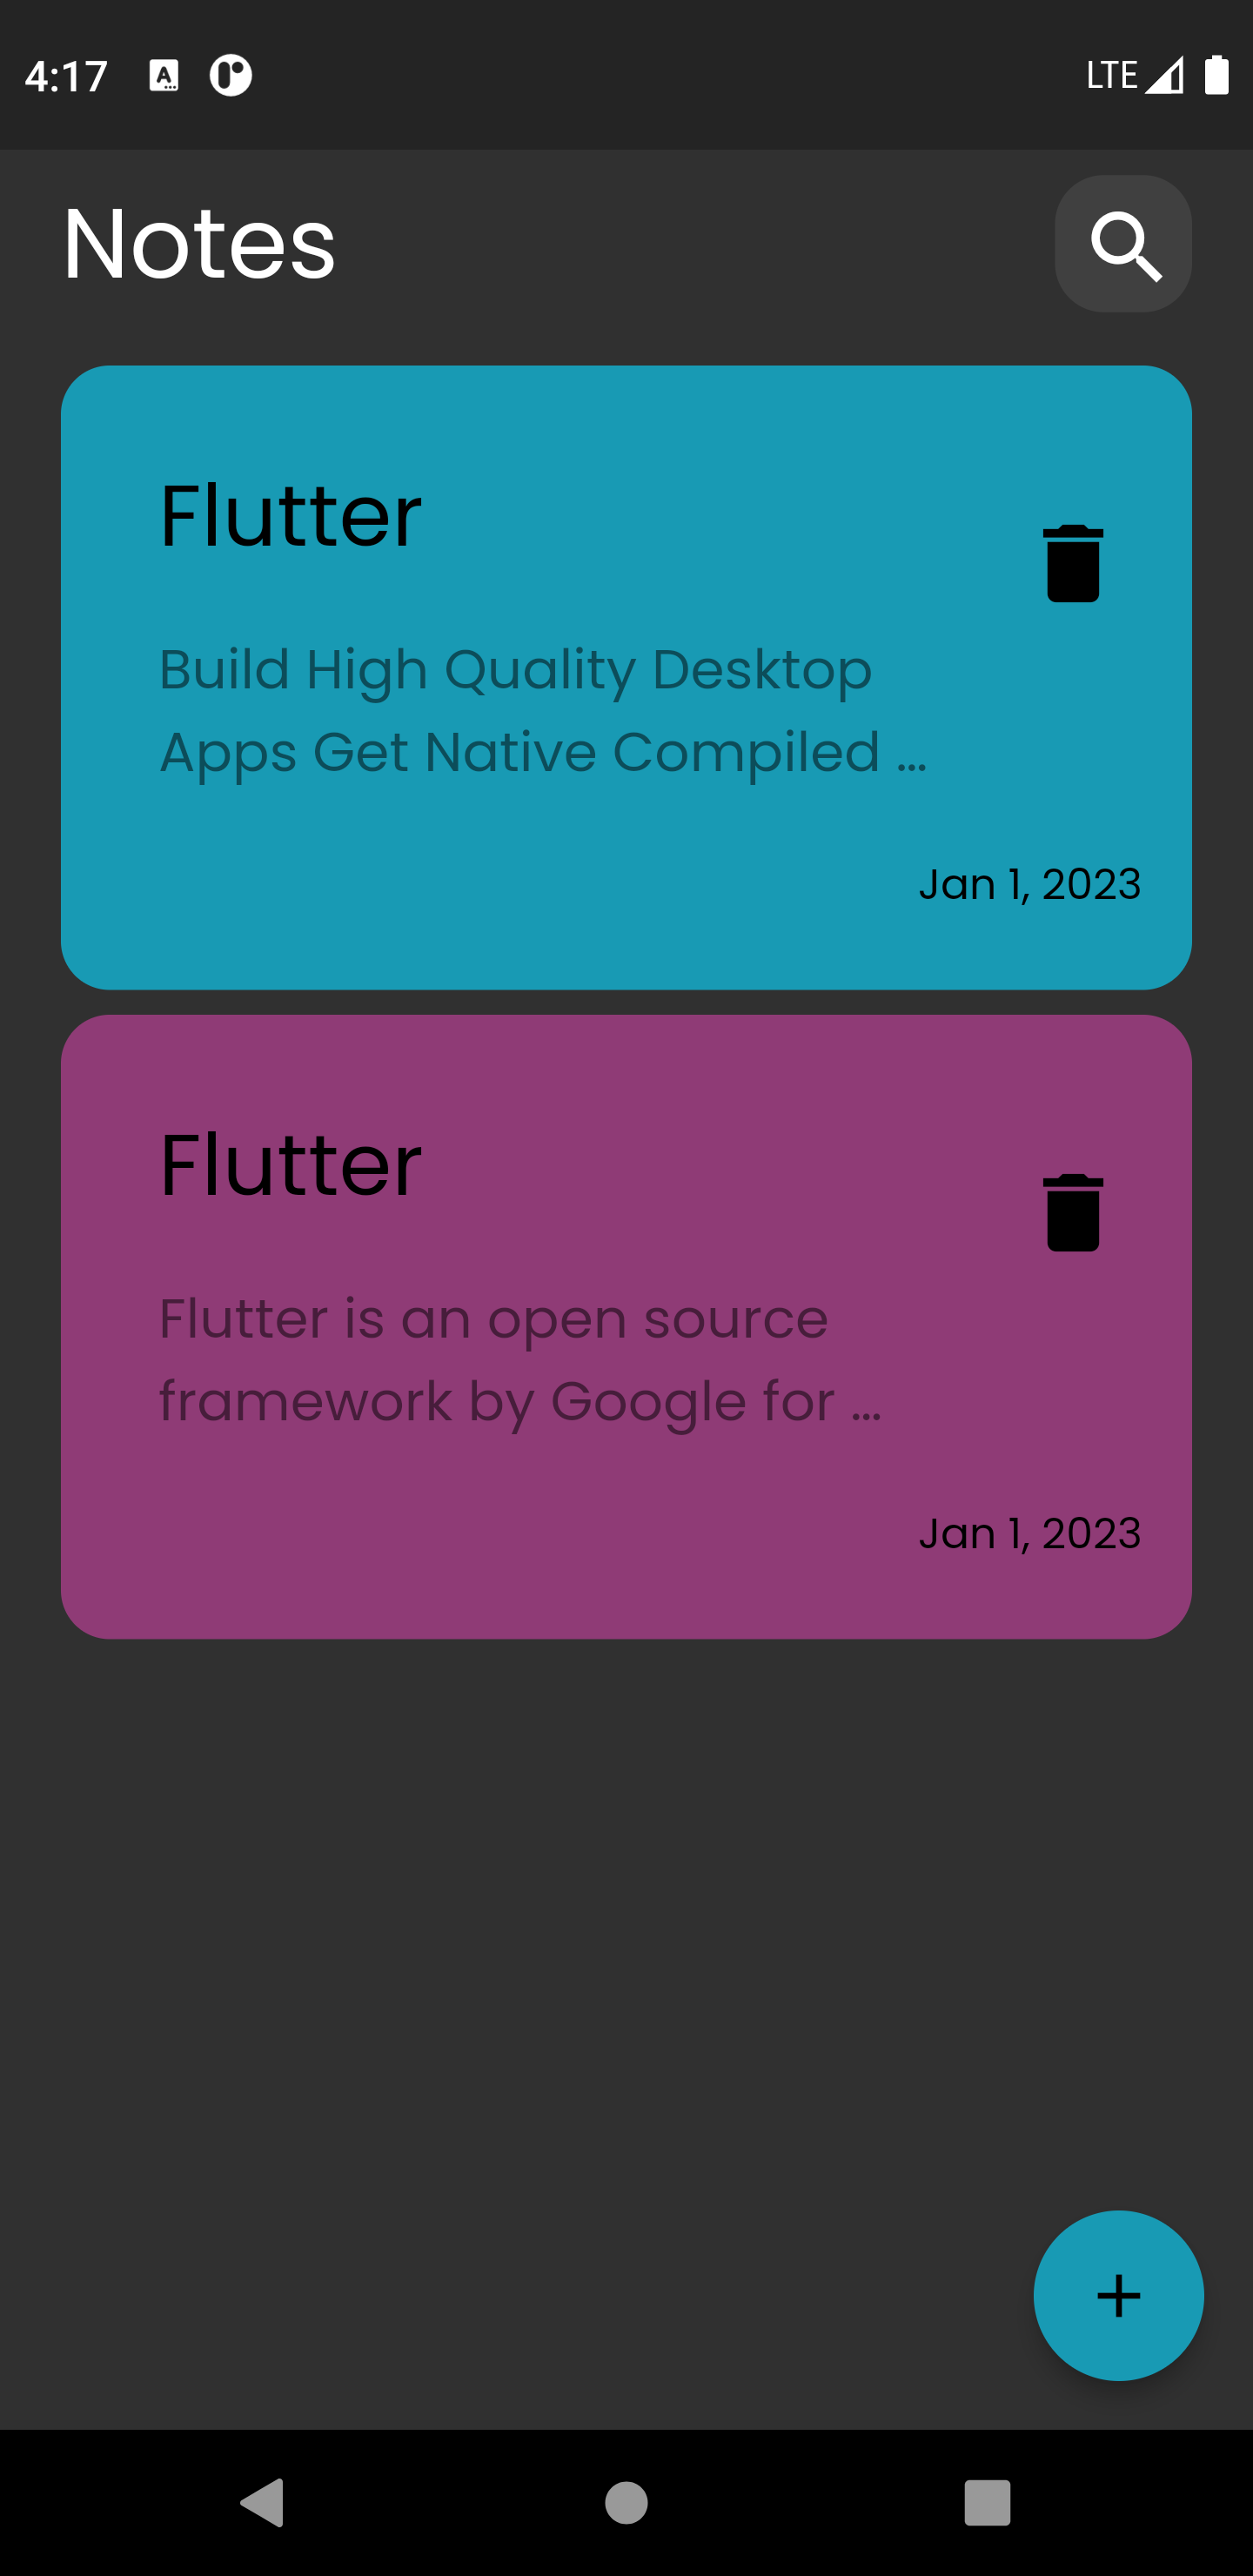 4:17
LTE
Notes
Flutter
Build High Quality Desktop
Apps Get Native Compiled ...
Jan 1, 2023
Flutter
Flutter is an open source
framework by Google for ...
Jan 1, 2023